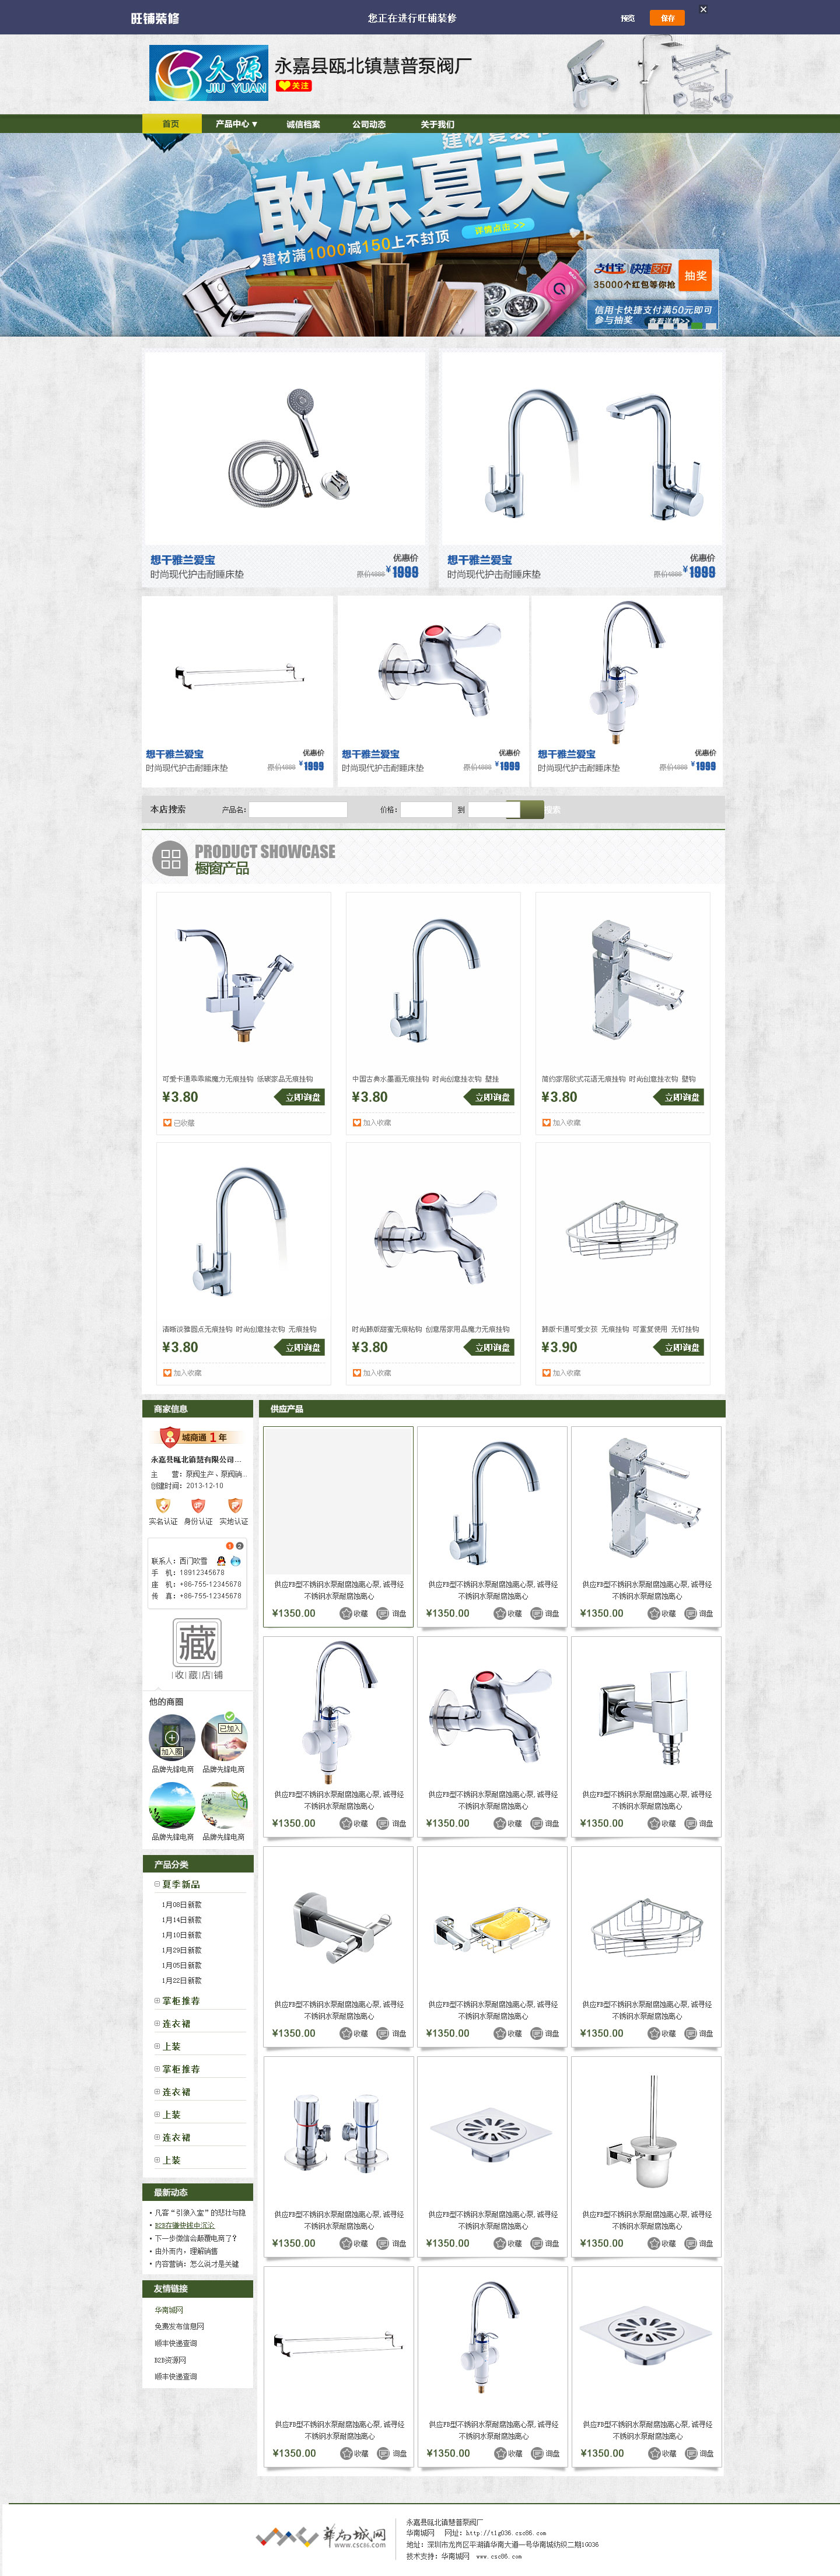 旺铺装修
您正在进行旺铺装修
预览
保存
久源
JIU YUAN
永嘉县瓯北镇慧普泵阀厂
关注
首页 产品中心▼ 诚信档案 公司动态 关于我们
敢冻夏天
建材满1000减150上不封顶
详情点击 >>
支付宝 快捷支付
35000个红包等你抢
抽奖
信用卡快捷支付满50元即可
参与抽奖 查看详情>>
想干雅兰爱宝 优惠价
时尚现代护击耐睡床垫 原价4888 ¥1999
想干雅兰爱宝 优惠价
时尚现代护击耐睡床垫 原价4888 ¥1999
想干雅兰爱宝 优惠价
时尚现代护击耐睡床垫 原价4888 ¥1999
想干雅兰爱宝 优惠价
时尚现代护击耐睡床垫 原价4888 ¥1999
想干雅兰爱宝 优惠价
时尚现代护击耐睡床垫 原价4888 ¥1999
本店搜索 产品名: 价格: 到 搜索
PRODUCT SHOWCASE
橱窗产品
可爱卡通乖乖熊魔力无痕挂钩 低碳家品无痕挂钩
¥3.80 立即询盘
已收藏
中国古典水墨画无痕挂钩 时尚创意挂衣钩 壁挂
¥3.80 立即询盘
加入收藏
简约家居欧式花语无痕挂钩 时尚创意挂衣钩 壁钩
¥3.80 立即询盘
加入收藏
清晰淡雅圆点无痕挂钩 时尚创意挂衣钩 无痕挂钩
¥3.80 立即询盘
加入收藏
时尚韩版甜蜜无痕粘钩 创意居家用品魔力无痕挂钩
¥3.80 立即询盘
加入收藏
韩版卡通可爱女孩 无痕挂钩 可重复使用 无钉挂钩
¥3.90 立即询盘
加入收藏
商家信息
城商通 1 年
永嘉县瓯北镇慧有限公司...
主 营: 泵阀生产、泵阀销...
创建时间: 2013-12-10
实名认证 身份认证 实地认证
1 2
联系人: 西门吹雪
手 机: 18912345678
座 机: +86-755-12345678
传 真: +86-755-12345678
藏
收藏店铺
他的商圈
加入圈 已加入
品牌先锋电商 品牌先锋电商
品牌先锋电商 品牌先锋电商
产品分类
夏季新品
1月08日新款
1月14日新款
1月10日新款
1月29日新款
1月05日新款
1月22日新款
掌柜推荐
连衣裙
上装
掌柜推荐
连衣裙
上装
连衣裙
上装
最新动态
• 凡客“引狼入室”的悲壮与隐
• B2B在赚快钱中沉沦
• 下一步微信会颠覆电商了?
• 由外而内, 理解销售
• 内容营销: 怎么说才是关键
友情链接
华南城网
免费发布信息网
顺丰快递查询
B2B资源网
顺丰快递查询
供应产品
供应FB型不锈钢水泵耐腐蚀离心泵,诚寻经
不锈钢水泵耐腐蚀离心
¥1350.00 收藏 询盘
供应FB型不锈钢水泵耐腐蚀离心泵,诚寻经
不锈钢水泵耐腐蚀离心
¥1350.00 收藏 询盘
供应FB型不锈钢水泵耐腐蚀离心泵,诚寻经
不锈钢水泵耐腐蚀离心
¥1350.00 收藏 询盘
供应FB型不锈钢水泵耐腐蚀离心泵,诚寻经
不锈钢水泵耐腐蚀离心
¥1350.00 收藏 询盘
供应FB型不锈钢水泵耐腐蚀离心泵,诚寻经
不锈钢水泵耐腐蚀离心
¥1350.00 收藏 询盘
供应FB型不锈钢水泵耐腐蚀离心泵,诚寻经
不锈钢水泵耐腐蚀离心
¥1350.00 收藏 询盘
供应FB型不锈钢水泵耐腐蚀离心泵,诚寻经
不锈钢水泵耐腐蚀离心
¥1350.00 收藏 询盘
供应FB型不锈钢水泵耐腐蚀离心泵,诚寻经
不锈钢水泵耐腐蚀离心
¥1350.00 收藏 询盘
供应FB型不锈钢水泵耐腐蚀离心泵,诚寻经
不锈钢水泵耐腐蚀离心
¥1350.00 收藏 询盘
供应FB型不锈钢水泵耐腐蚀离心泵,诚寻经
不锈钢水泵耐腐蚀离心
¥1350.00 收藏 询盘
供应FB型不锈钢水泵耐腐蚀离心泵,诚寻经
不锈钢水泵耐腐蚀离心
¥1350.00 收藏 询盘
供应FB型不锈钢水泵耐腐蚀离心泵,诚寻经
不锈钢水泵耐腐蚀离心
¥1350.00 收藏 询盘
供应FB型不锈钢水泵耐腐蚀离心泵,诚寻经
不锈钢水泵耐腐蚀离心
¥1350.00 收藏 询盘
供应FB型不锈钢水泵耐腐蚀离心泵,诚寻经
不锈钢水泵耐腐蚀离心
¥1350.00 收藏 询盘
供应FB型不锈钢水泵耐腐蚀离心泵,诚寻经
不锈钢水泵耐腐蚀离心
¥1350.00 收藏 询盘
华南城网
www.csc86.com
永嘉县瓯北镇慧普泵阀厂
华南城网 网址: http://tlg036.csc86.com
地址: 深圳市龙岗区平湖镇华南大道一号华南城纺织二期1G036
技术支持: 华南城网 www.csc86.com